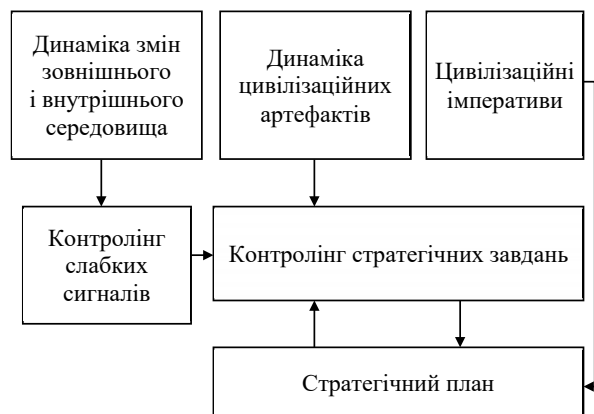 Динаміка змін
зовнішнього
і внутрішнього
середовища
Динаміка
цивілізаційних
артефактів
Цивілізаційні
імперативи
Контролінг
слабких
сигналів
Контролінг стратегічних завдань
Стратегічний план